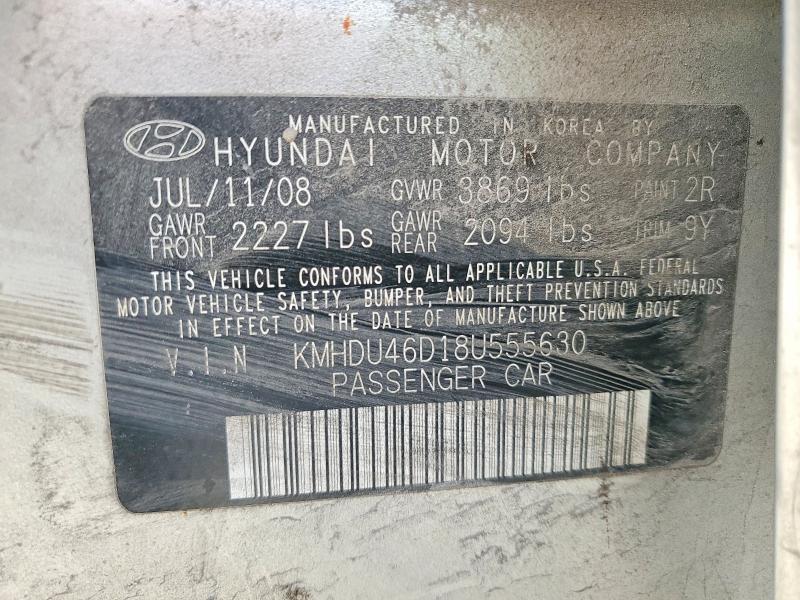 MANUFACTURED IN KOREA BY
HYUNDAI MOTOR COMPANY
JUL/11/08 GVWR 3869 lbs PAINT 2R
GAWR FRONT 2227 lbs GAWR REAR 2094 lbs TRIM 9Y
THIS VEHICLE CONFORMS TO ALL APPLICABLE U.S.A. FEDERAL
MOTOR VEHICLE SAFETY, BUMPER, AND THEFT PREVENTION STANDARDS
IN EFFECT ON THE DATE OF MANUFACTURE SHOWN ABOVE
V.I.N KMHDU46D18U555630
PASSENGER CAR